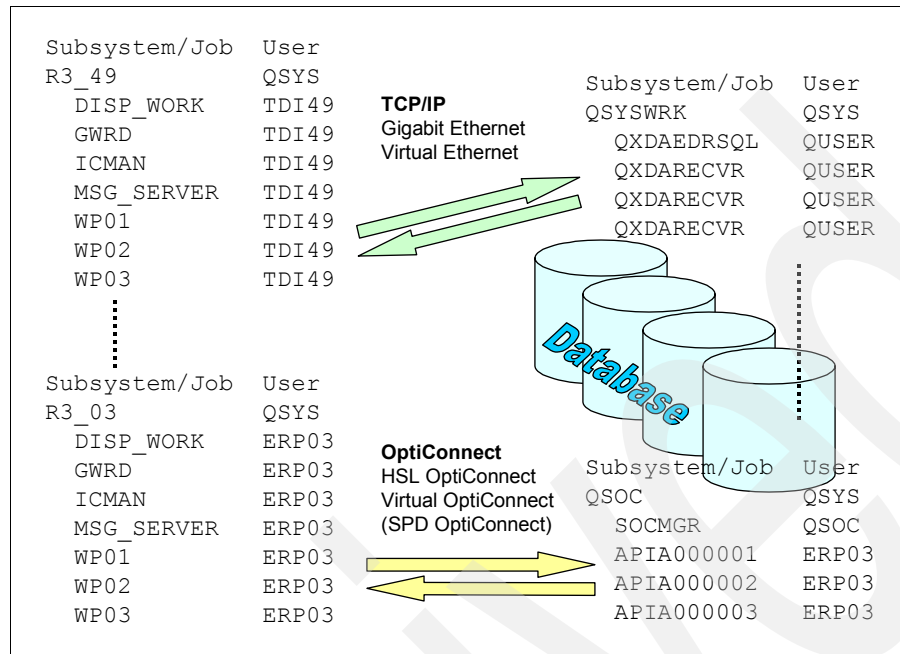 Subsystem/Job User
R3_49 QSYS
DISP_WORK TDI49
GWRD TDI49
ICMAN TDI49
MSG_SERVER TDI49
WP01 TDI49
WP02 TDI49
WP03 TDI49
TCP/IP
Gigabit Ethernet
Virtual Ethernet
Subsystem/Job User
QSYSWRK QSYS
QXDAEDRSQL QUSER
QXDARECVR QUSER
QXDARECVR QUSER
QXDARECVR QUSER
Database
Subsystem/Job User
R3_03 QSYS
DISP_WORK ERP03
GWRD ERP03
ICMAN ERP03
MSG_SERVER ERP03
WP01 ERP03
WP02 ERP03
WP03 ERP03
OptiConnect
HSL OptiConnect
Virtual OptiConnect
(SPD OptiConnect)
Subsystem/Job User
QSOC QSYS
SOCMGR QSOC
APIA000001 ERP03
APIA000002 ERP03
APIA000003 ERP03